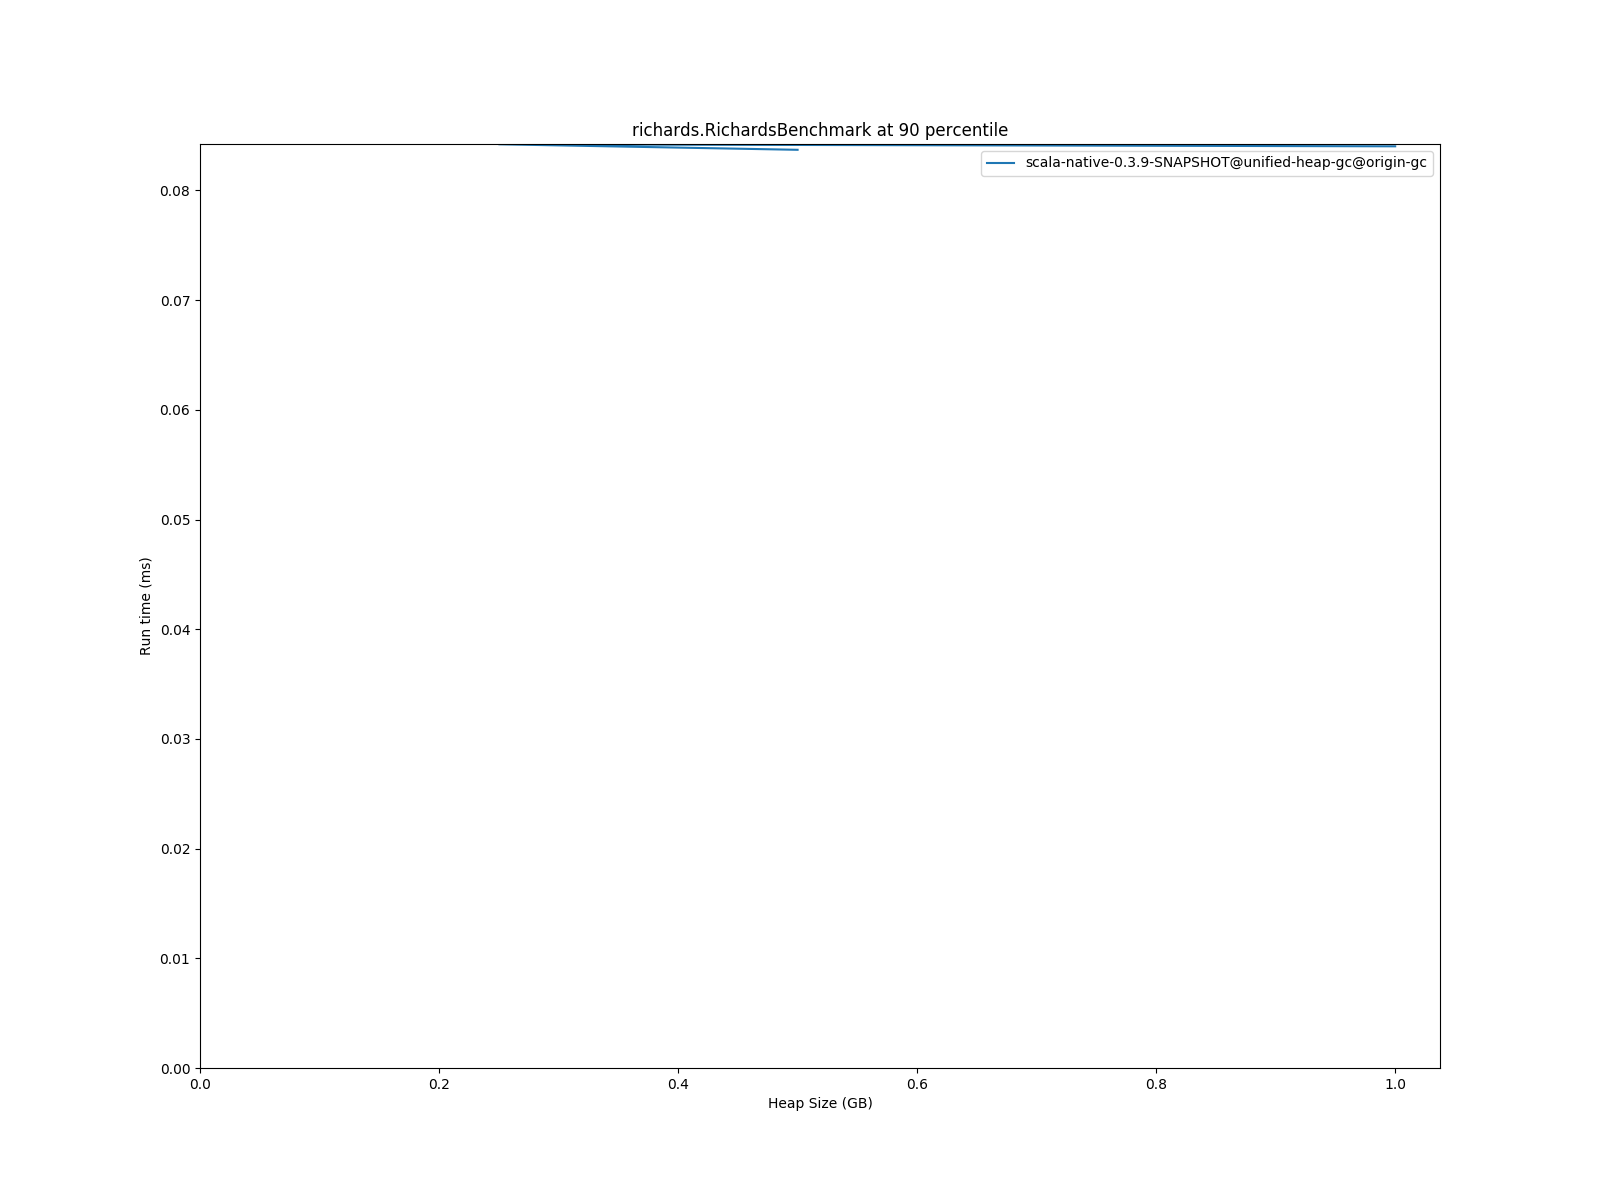 richards.RichardsBenchmark at 90 percentile
scala-native-0.3.9-SNAPSHOT@unified-heap-gc@origin-gc
0.08
0.07
0.06
0.05
0.04
0.03
0.02
0.01
0.00
Run time (ms)
0.0 0.2 0.4 0.6 0.8 1.0
Heap Size (GB)